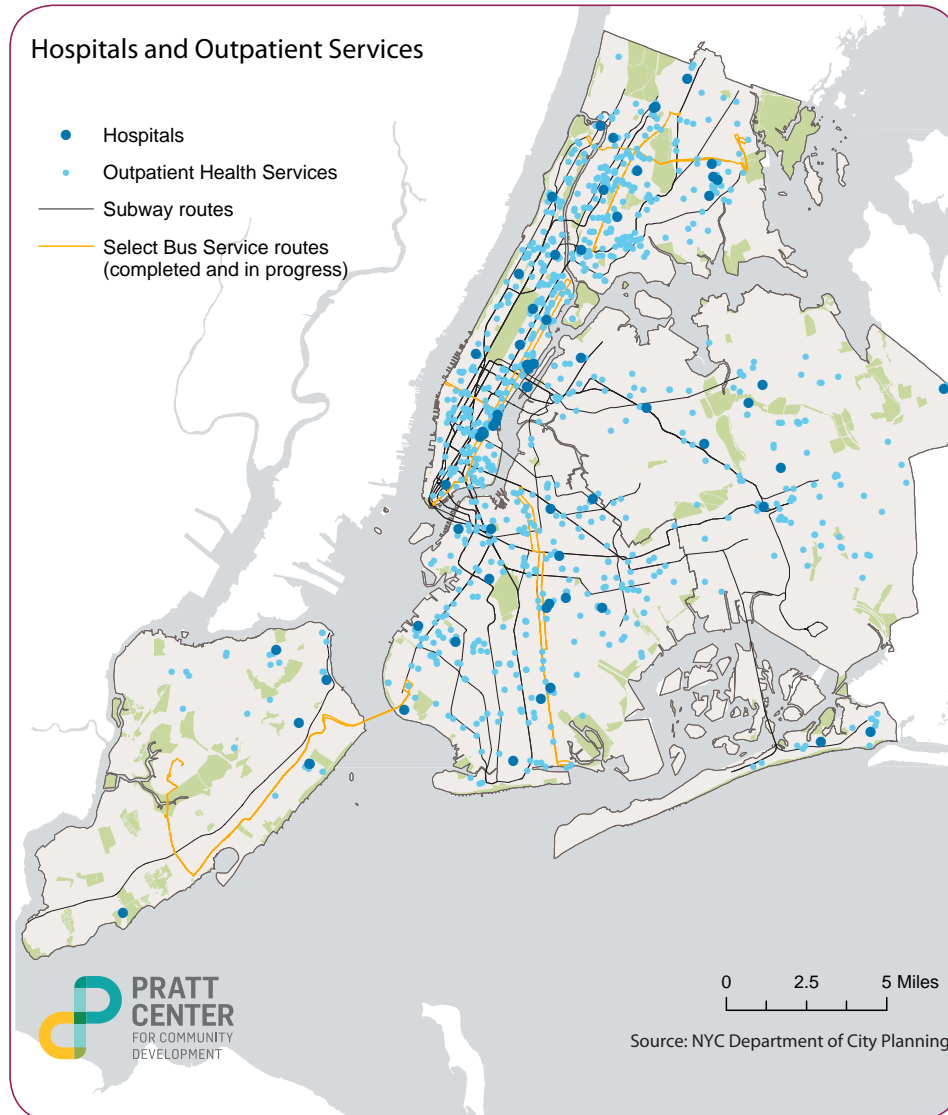 Hospitals and Outpatient Services
Hospitals
Outpatient Health Services
Subway routes
Select Bus Service routes
(completed and in progress)
PRATT
CENTER
FOR COMMUNITY
DEVELOPMENT
0 2.5 5 Miles
Source: NYC Department of City Planning